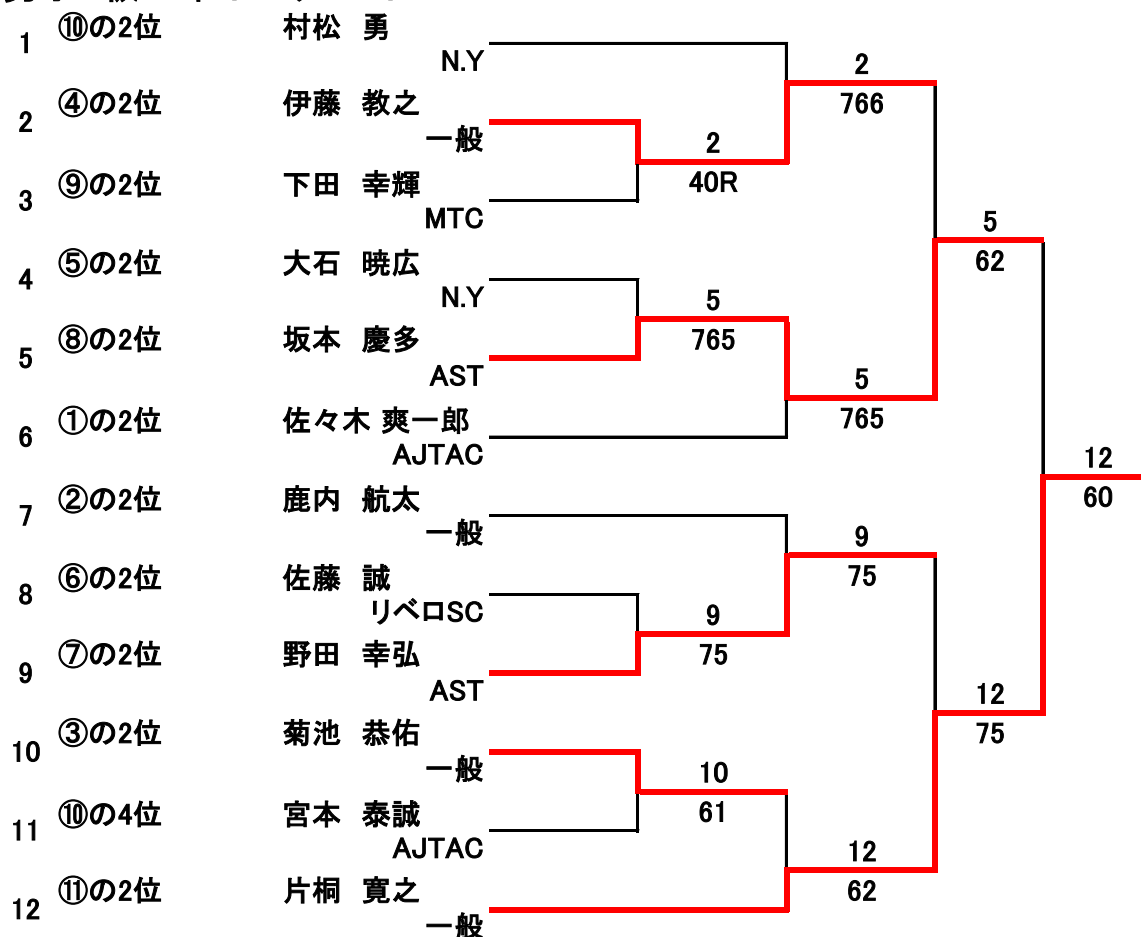 1 ⑩の2位 村松 勇
N.Y
2
766
2 ④の2位 伊藤 教之
一般
2
40R
3 ⑨の2位 下田 幸輝
MTC
5
62
4 ⑤の2位 大石 暁広
N.Y
5
765
5 ⑧の2位 坂本 慶多
AST
5
765
6 ①の2位 佐々木 爽一郎
AJTAC
12
60
7 ②の2位 鹿内 航太
一般
9
75
8 ⑥の2位 佐藤 誠
リベロSC
9
75
9 ⑦の2位 野田 幸弘
AST
12
75
10 ③の2位 菊池 恭佑
一般
10
61
11 ⑩の4位 宮本 泰誠
AJTAC
12
62
12 ⑪の2位 片桐 寛之
一般